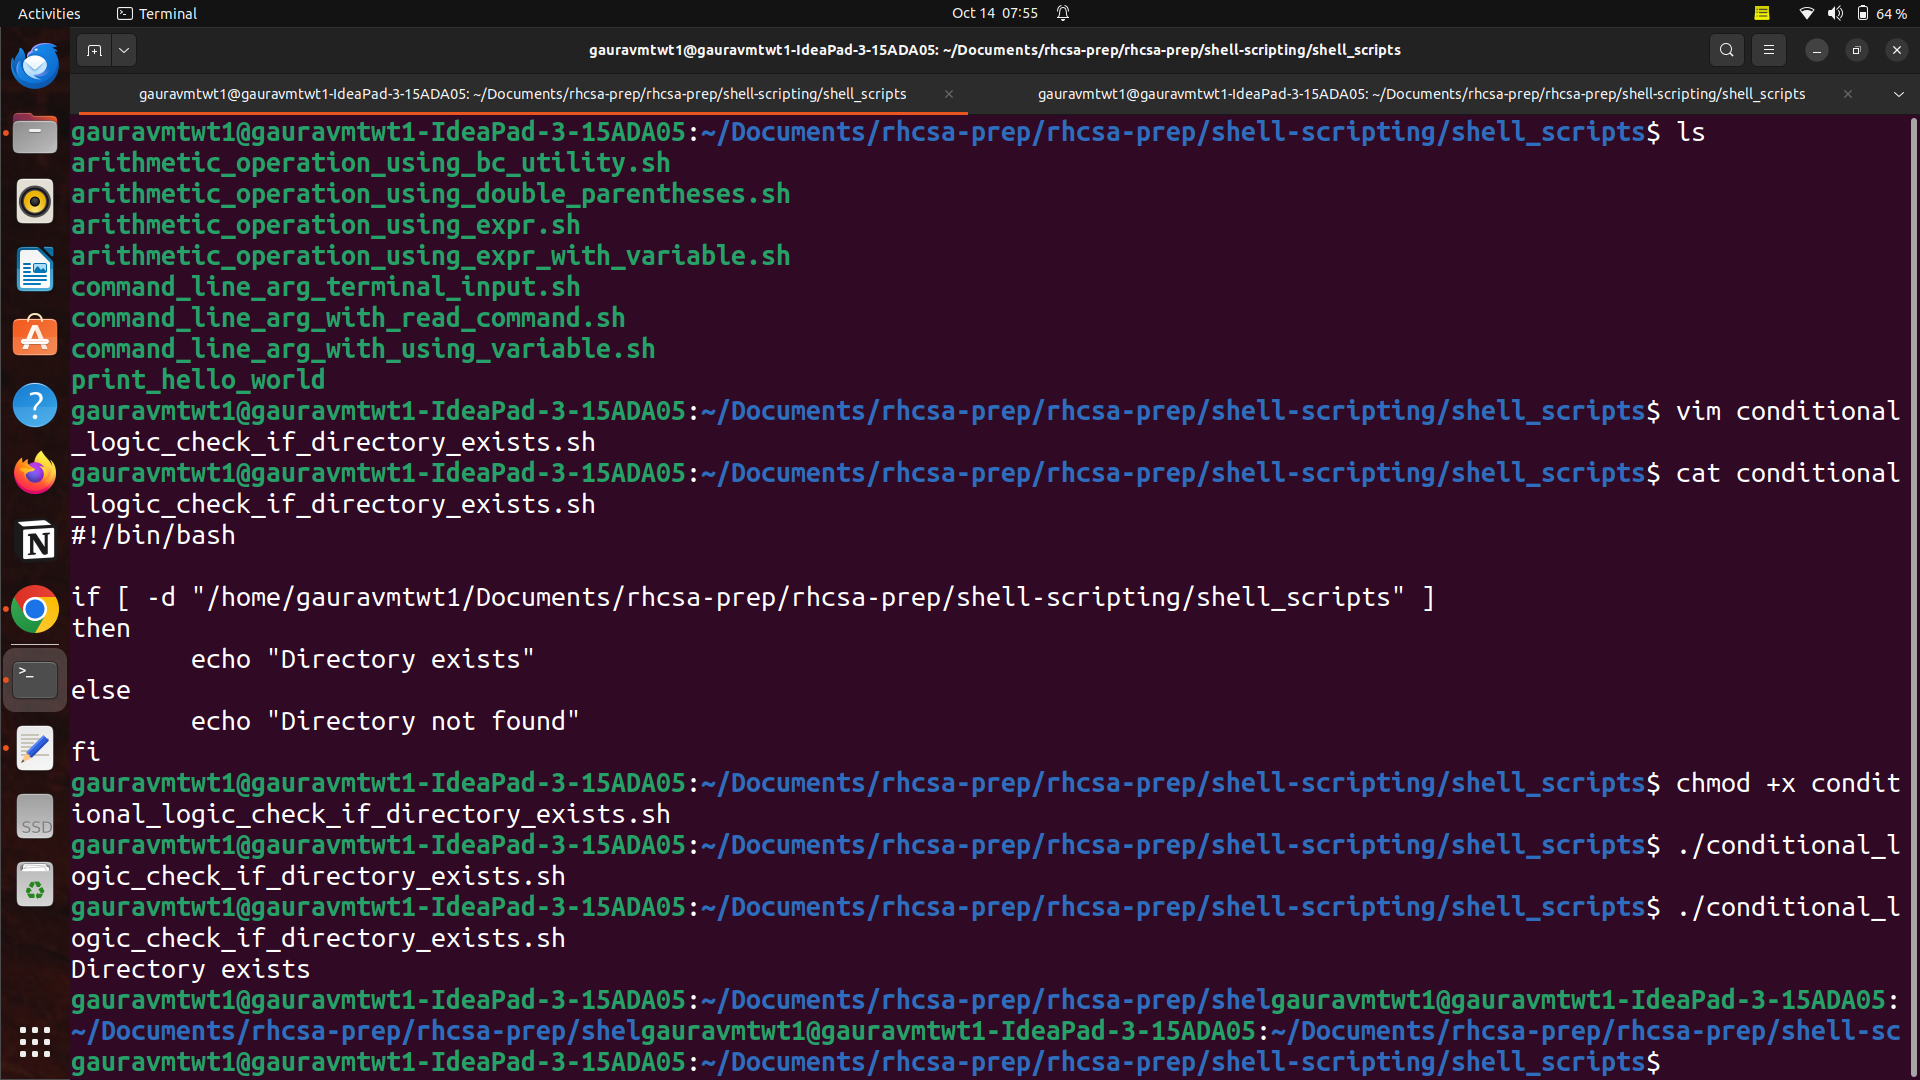 Activities
Terminal
Oct 14 07:55
64 %
gauravmtwt1@gauravmtwt1-IdeaPad-3-15ADA05: ~/Documents/rhcsa-prep/rhcsa-prep/shell-scripting/shell_scripts
gauravmtwt1@gauravmtwt1-IdeaPad-3-15ADA05: ~/Documents/rhcsa-prep/rhcsa-prep/shell-scripting/shell_scripts
gauravmtwt1@gauravmtwt1-IdeaPad-3-15ADA05: ~/Documents/rhcsa-prep/rhcsa-prep/shell-scripting/shell_scripts
gauravmtwt1@gauravmtwt1-IdeaPad-3-15ADA05:~/Documents/rhcsa-prep/rhcsa-prep/shell-scripting/shell_scripts$ ls
arithmetic_operation_using_bc_utility.sh
arithmetic_operation_using_double_parentheses.sh
arithmetic_operation_using_expr.sh
arithmetic_operation_using_expr_with_variable.sh
command_line_arg_terminal_input.sh
command_line_arg_with_read_command.sh
command_line_arg_with_using_variable.sh
print_hello_world
gauravmtwt1@gauravmtwt1-IdeaPad-3-15ADA05:~/Documents/rhcsa-prep/rhcsa-prep/shell-scripting/shell_scripts$ vim conditional
_logic_check_if_directory_exists.sh
gauravmtwt1@gauravmtwt1-IdeaPad-3-15ADA05:~/Documents/rhcsa-prep/rhcsa-prep/shell-scripting/shell_scripts$ cat conditional
_logic_check_if_directory_exists.sh
#!/bin/bash
if [ -d "/home/gauravmtwt1/Documents/rhcsa-prep/rhcsa-prep/shell-scripting/shell_scripts" ]
then
echo "Directory exists"
else
echo "Directory not found"
fi
gauravmtwt1@gauravmtwt1-IdeaPad-3-15ADA05:~/Documents/rhcsa-prep/rhcsa-prep/shell-scripting/shell_scripts$ chmod +x condit
ional_logic_check_if_directory_exists.sh
gauravmtwt1@gauravmtwt1-IdeaPad-3-15ADA05:~/Documents/rhcsa-prep/rhcsa-prep/shell-scripting/shell_scripts$ ./conditional_l
ogic_check_if_directory_exists.sh
gauravmtwt1@gauravmtwt1-IdeaPad-3-15ADA05:~/Documents/rhcsa-prep/rhcsa-prep/shell-scripting/shell_scripts$ ./conditional_l
ogic_check_if_directory_exists.sh
Directory exists
gauravmtwt1@gauravmtwt1-IdeaPad-3-15ADA05:~/Documents/rhcsa-prep/rhcsa-prep/shelgauravmtwt1@gauravmtwt1-IdeaPad-3-15ADA05:
~/Documents/rhcsa-prep/rhcsa-prep/shelgauravmtwt1@gauravmtwt1-IdeaPad-3-15ADA05:~/Documents/rhcsa-prep/rhcsa-prep/shell-sc
gauravmtwt1@gauravmtwt1-IdeaPad-3-15ADA05:~/Documents/rhcsa-prep/rhcsa-prep/shell-scripting/shell_scripts$
SSD